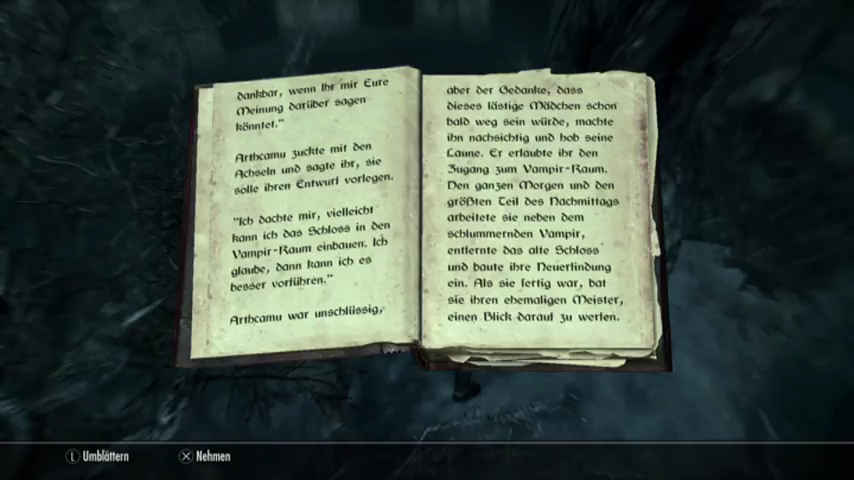 dankbar, wenn Ihr mir Eure
Meinung darüber sagen
könntet."
Arthcamu zuckte mit den
Achseln und sagte ihr, sie
solle ihren Entwurf vorlegen.
"Ich dachte mir, vielleicht
kann ich das Schloss in den
Vampir-Raum einbauen. Ich
glaube, dann kann ich es
besser vorführen."
Arthcamu war unschlüssig,
aber der Gedanke, dass
dieses lästige Mädchen schon
bald weg sein würde, machte
ihn nachsichtig und hob seine
Laune. Er erlaubte ihr den
Zugang zum Vampir-Raum.
Den ganzen Morgen und den
größten Teil des Nachmittags
arbeitete sie neben dem
schlummernden Vampir,
entfernte das alte Schloss
und baute ihre Neuerfindung
ein. Als sie fertig war, bat
sie ihren ehemaligen Meister,
einen Blick darauf zu werfen.
L Umblättern
X Nehmen